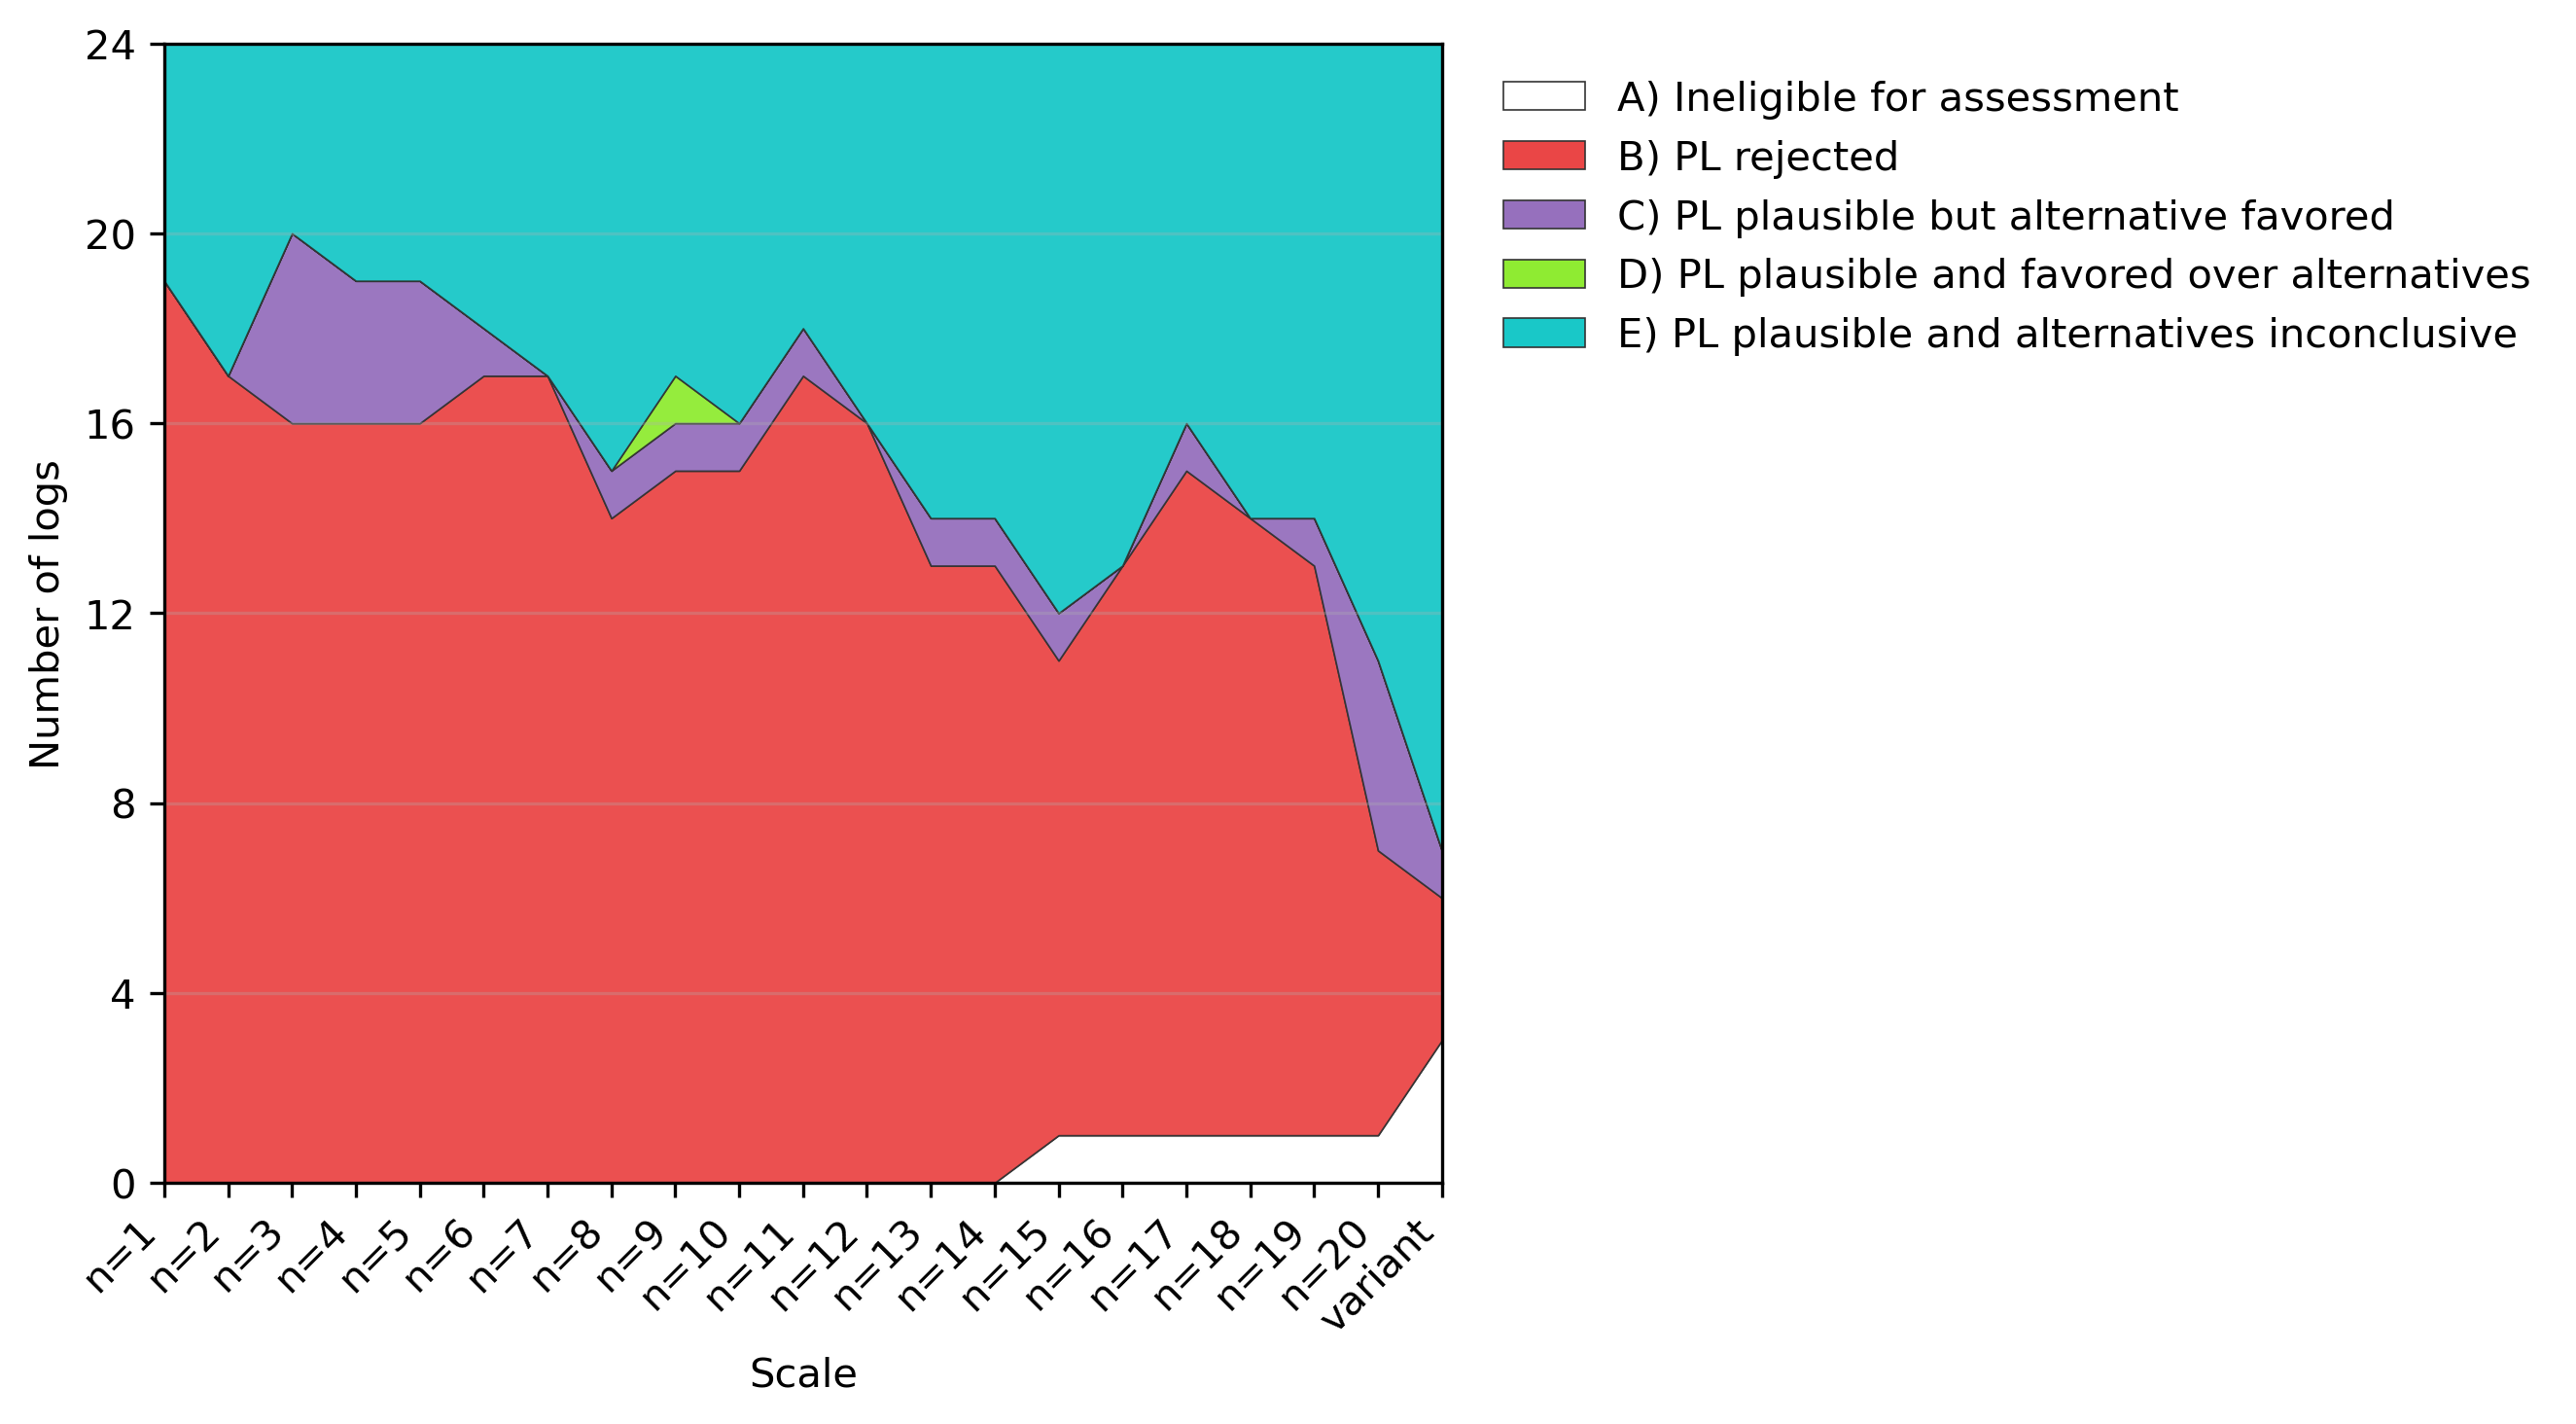 24
20
16
12
8
4
0
Number of logs
n=1
n=2
n=3
n=4
n=5
n=6
n=7
n=8
n=9
n=10
n=11
n=12
n=13
n=14
n=15
n=16
n=17
n=18
n=19
n=20
variant
Scale
A) Ineligible for assessment
B) PL rejected
C) PL plausible but alternative favored
D) PL plausible and favored over alternatives
E) PL plausible and alternatives inconclusive